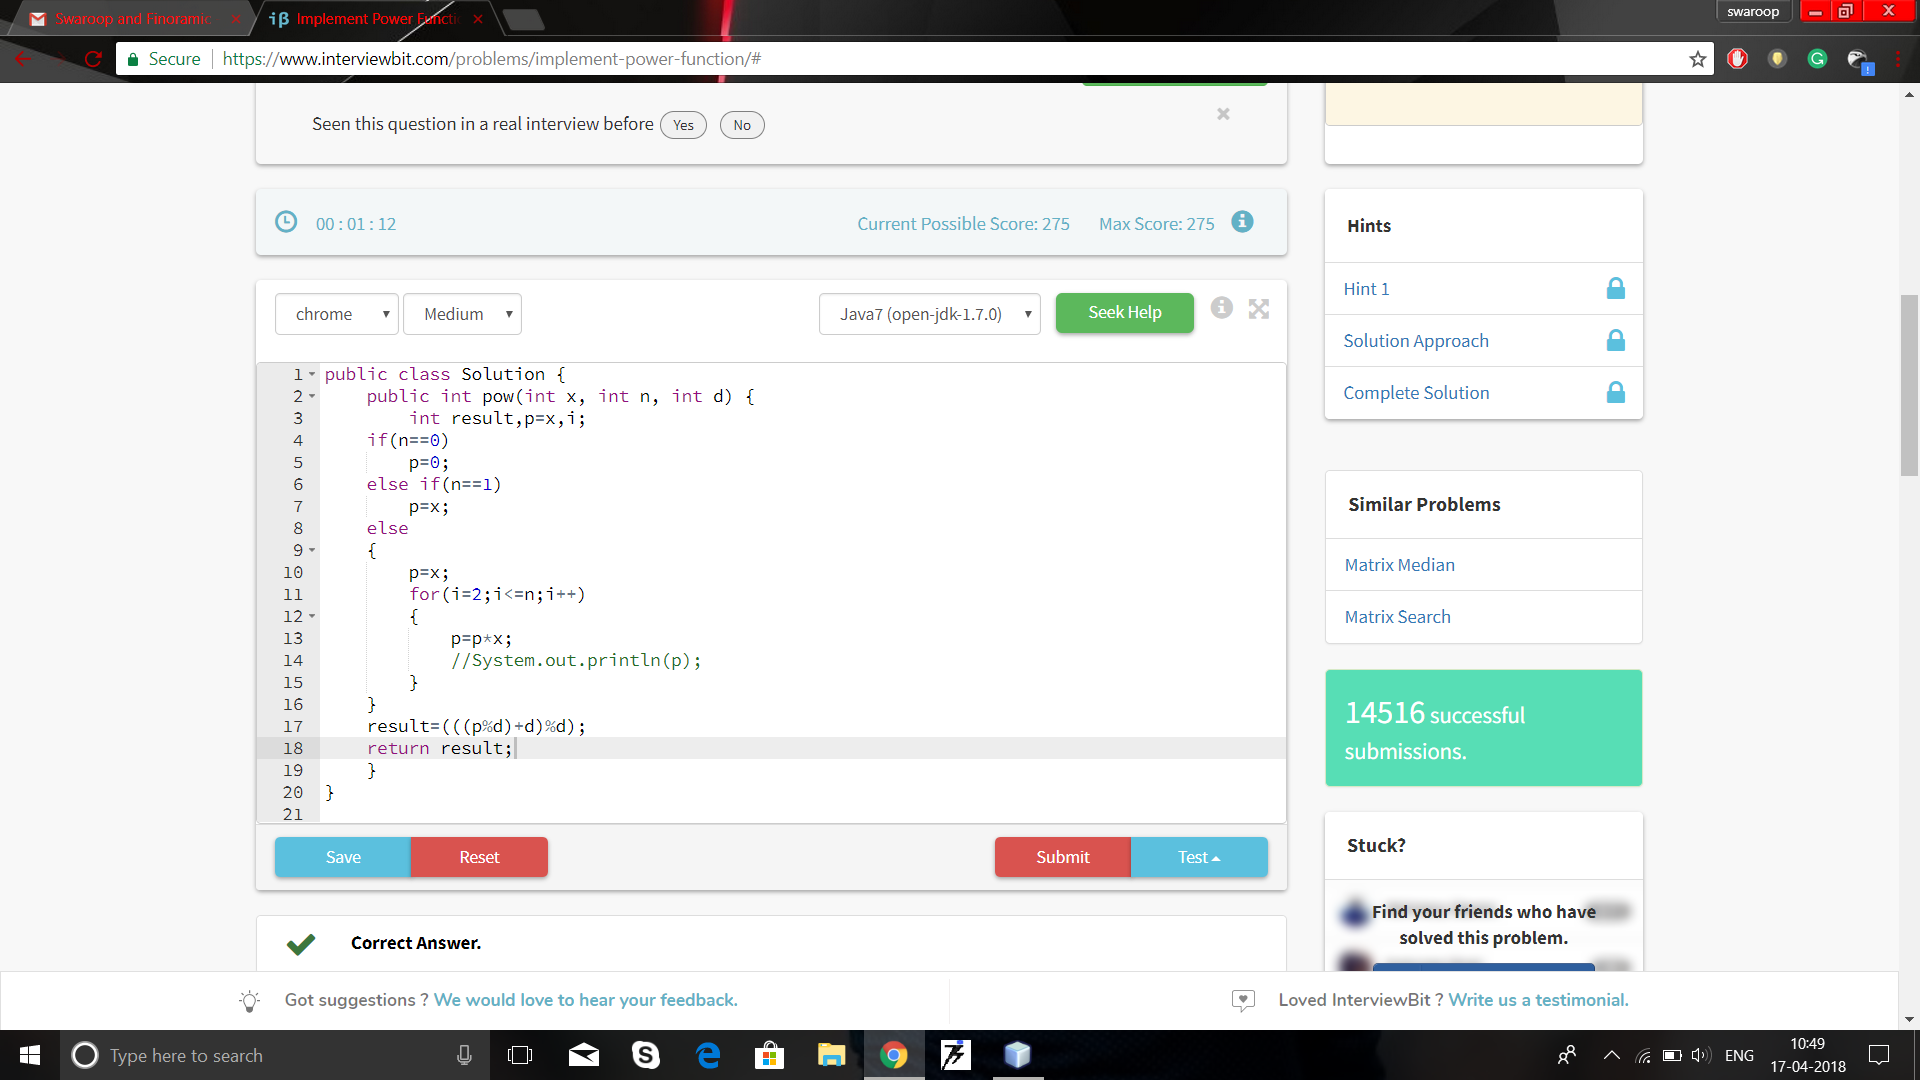 Swaroop and Finoramic
Implement Power Functi
swaroop
Secure
https://www.interviewbit.com/problems/implement-power-function/#
Seen this question in a real interview before Yes No
00 : 01 : 12 Current Possible Score: 275 Max Score: 275
chrome Medium Java7 (open-jdk-1.7.0) Seek Help
1 public class Solution {
2 public int pow(int x, int n, int d) {
3 int result,p=x,i;
4 if(n==0)
5 p=0;
6 else if(n==1)
7 p=x;
8 else
9 {
10 p=x;
11 for(i=2;i<=n;i++)
12 {
13 p=p*x;
14 //System.out.println(p);
15 }
16 }
17 result=(((p%d)+d)%d);
18 return result;
19 }
20 }
21
Save Reset Submit Test
Correct Answer.
Hints
Hint 1
Solution Approach
Complete Solution
Similar Problems
Matrix Median
Matrix Search
14516 successful
submissions.
Stuck?
Find your friends who have
solved this problem.
Got suggestions ? We would love to hear your feedback.
Loved InterviewBit ? Write us a testimonial.
Type here to search
ENG
10:49
17-04-2018